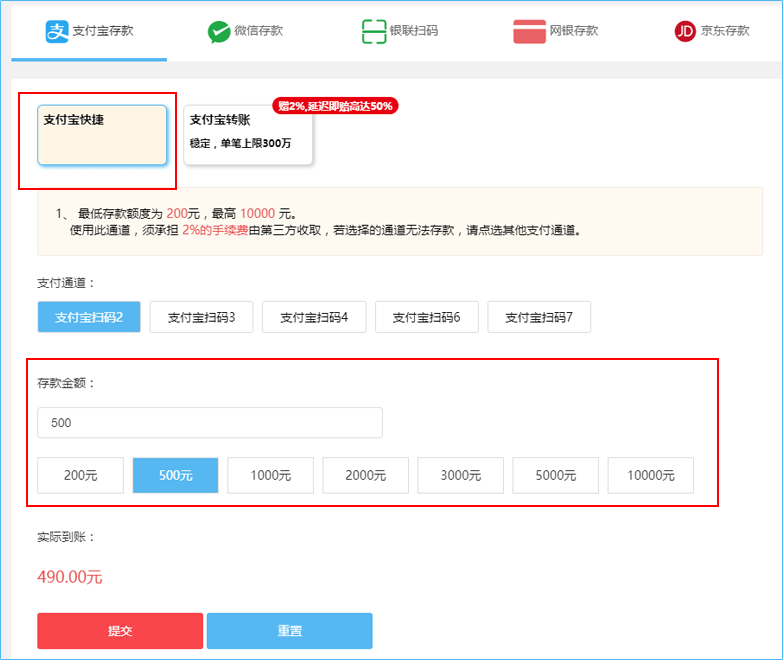 支付宝存款 微信存款 银联扫码 网银存款 JD 京东存款
赠2%,延迟即赔高达50%
支付宝快捷 支付宝转账
稳定，单笔上限300万
1、 最低存款额度为 200元，最高 10000 元。
使用此通道，须承担 2%的手续费由第三方收取，若选择的通道无法存款，请点选其他支付通道。
支付通道：
支付宝扫码2 支付宝扫码3 支付宝扫码4 支付宝扫码6 支付宝扫码7
存款金额：
500
200元 500元 1000元 2000元 3000元 5000元 10000元
实际到账：
490.00元
提交 重置